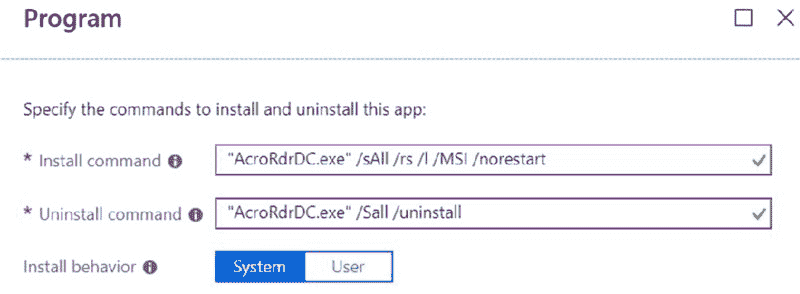 Program
Specify the commands to install and uninstall this app:
* Install command "AcroRdrDC.exe" /sAll /rs /l /MSI /norestart
* Uninstall command "AcroRdrDC.exe" /Sall /uninstall
Install behavior System User